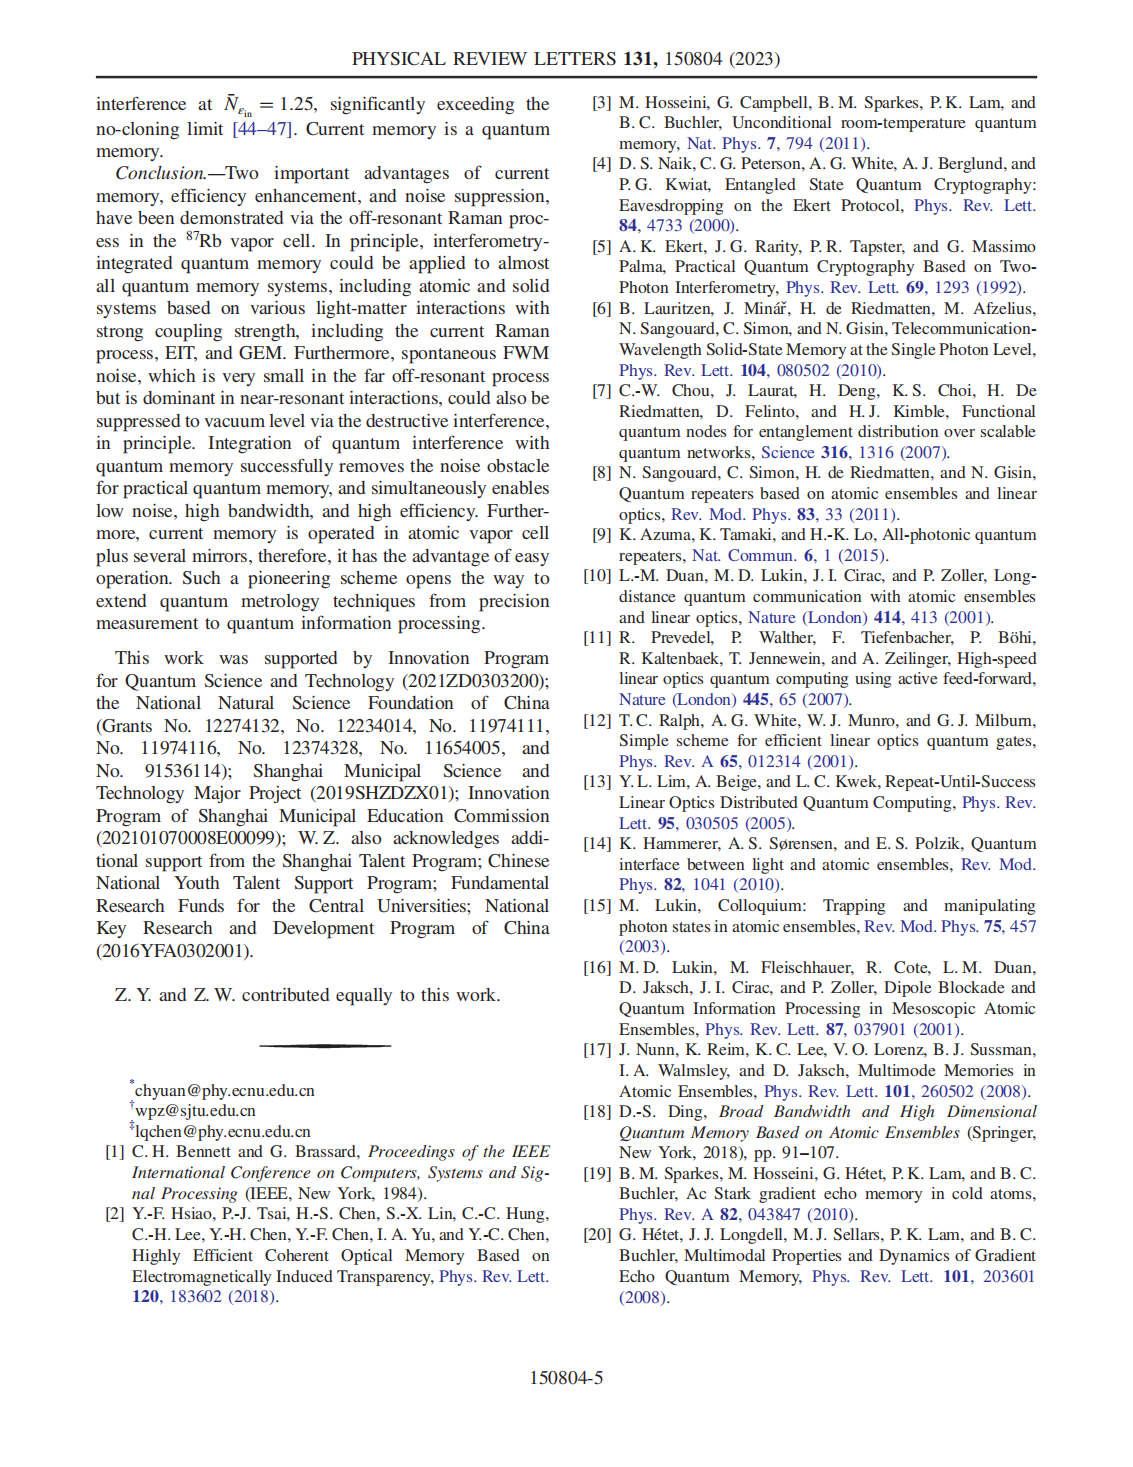 PHYSICAL REVIEW LETTERS 131, 150804 (2023)
interference at N̄εin = 1.25, significantly exceeding the
no-cloning limit [44–47]. Current memory is a quantum
memory.
Conclusion.—Two important advantages of current
memory, efficiency enhancement, and noise suppression,
have been demonstrated via the off-resonant Raman proc-
ess in the 87Rb vapor cell. In principle, interferometry-
integrated quantum memory could be applied to almost
all quantum memory systems, including atomic and solid
systems based on various light-matter interactions with
strong coupling strength, including the current Raman
process, EIT, and GEM. Furthermore, spontaneous FWM
noise, which is very small in the far off-resonant process
but is dominant in near-resonant interactions, could also be
suppressed to vacuum level via the destructive interference,
in principle. Integration of quantum interference with
quantum memory successfully removes the noise obstacle
for practical quantum memory, and simultaneously enables
low noise, high bandwidth, and high efficiency. Further-
more, current memory is operated in atomic vapor cell
plus several mirrors, therefore, it has the advantage of easy
operation. Such a pioneering scheme opens the way to
extend quantum metrology techniques from precision
measurement to quantum information processing.
This work was supported by Innovation Program
for Quantum Science and Technology (2021ZD0303200);
the National Natural Science Foundation of China
(Grants No. 12274132, No. 12234014, No. 11974111,
No. 11974116, No. 12374328, No. 11654005, and
No. 91536114); Shanghai Municipal Science and
Technology Major Project (2019SHZDZX01); Innovation
Program of Shanghai Municipal Education Commission
(202101070008E00099); W. Z. also acknowledges addi-
tional support from the Shanghai Talent Program; Chinese
National Youth Talent Support Program; Fundamental
Research Funds for the Central Universities; National
Key Research and Development Program of China
(2016YFA0302001).
Z. Y. and Z. W. contributed equally to this work.
*chyuan@phy.ecnu.edu.cn
†wpz@sjtu.edu.cn
‡lqchen@phy.ecnu.edu.cn
[1] C. H. Bennett and G. Brassard, Proceedings of the IEEE
International Conference on Computers, Systems and Sig-
nal Processing (IEEE, New York, 1984).
[2] Y.-F. Hsiao, P.-J. Tsai, H.-S. Chen, S.-X. Lin, C.-C. Hung,
C.-H. Lee, Y.-H. Chen, Y.-F. Chen, I. A. Yu, and Y.-C. Chen,
Highly Efficient Coherent Optical Memory Based on
Electromagnetically Induced Transparency, Phys. Rev. Lett.
120, 183602 (2018).
[3] M. Hosseini, G. Campbell, B. M. Sparkes, P. K. Lam, and
B. C. Buchler, Unconditional room-temperature quantum
memory, Nat. Phys. 7, 794 (2011).
[4] D. S. Naik, C. G. Peterson, A. G. White, A. J. Berglund, and
P. G. Kwiat, Entangled State Quantum Cryptography:
Eavesdropping on the Ekert Protocol, Phys. Rev. Lett.
84, 4733 (2000).
[5] A. K. Ekert, J. G. Rarity, P. R. Tapster, and G. Massimo
Palma, Practical Quantum Cryptography Based on Two-
Photon Interferometry, Phys. Rev. Lett. 69, 1293 (1992).
[6] B. Lauritzen, J. Minář, H. de Riedmatten, M. Afzelius,
N. Sangouard, C. Simon, and N. Gisin, Telecommunication-
Wavelength Solid-State Memory at the Single Photon Level,
Phys. Rev. Lett. 104, 080502 (2010).
[7] C.-W. Chou, J. Laurat, H. Deng, K. S. Choi, H. De
Riedmatten, D. Felinto, and H. J. Kimble, Functional
quantum nodes for entanglement distribution over scalable
quantum networks, Science 316, 1316 (2007).
[8] N. Sangouard, C. Simon, H. de Riedmatten, and N. Gisin,
Quantum repeaters based on atomic ensembles and linear
optics, Rev. Mod. Phys. 83, 33 (2011).
[9] K. Azuma, K. Tamaki, and H.-K. Lo, All-photonic quantum
repeaters, Nat. Commun. 6, 1 (2015).
[10] L.-M. Duan, M. D. Lukin, J. I. Cirac, and P. Zoller, Long-
distance quantum communication with atomic ensembles
and linear optics, Nature (London) 414, 413 (2001).
[11] R. Prevedel, P. Walther, F. Tiefenbacher, P. Böhi,
R. Kaltenbaek, T. Jennewein, and A. Zeilinger, High-speed
linear optics quantum computing using active feed-forward,
Nature (London) 445, 65 (2007).
[12] T. C. Ralph, A. G. White, W. J. Munro, and G. J. Milburn,
Simple scheme for efficient linear optics quantum gates,
Phys. Rev. A 65, 012314 (2001).
[13] Y. L. Lim, A. Beige, and L. C. Kwek, Repeat-Until-Success
Linear Optics Distributed Quantum Computing, Phys. Rev.
Lett. 95, 030505 (2005).
[14] K. Hammerer, A. S. Sørensen, and E. S. Polzik, Quantum
interface between light and atomic ensembles, Rev. Mod.
Phys. 82, 1041 (2010).
[15] M. Lukin, Colloquium: Trapping and manipulating
photon states in atomic ensembles, Rev. Mod. Phys. 75, 457
(2003).
[16] M. D. Lukin, M. Fleischhauer, R. Cote, L. M. Duan,
D. Jaksch, J. I. Cirac, and P. Zoller, Dipole Blockade and
Quantum Information Processing in Mesoscopic Atomic
Ensembles, Phys. Rev. Lett. 87, 037901 (2001).
[17] J. Nunn, K. Reim, K. C. Lee, V. O. Lorenz, B. J. Sussman,
I. A. Walmsley, and D. Jaksch, Multimode Memories in
Atomic Ensembles, Phys. Rev. Lett. 101, 260502 (2008).
[18] D.-S. Ding, Broad Bandwidth and High Dimensional
Quantum Memory Based on Atomic Ensembles (Springer,
New York, 2018), pp. 91–107.
[19] B. M. Sparkes, M. Hosseini, G. Hétet, P. K. Lam, and B. C.
Buchler, Ac Stark gradient echo memory in cold atoms,
Phys. Rev. A 82, 043847 (2010).
[20] G. Hétet, J. J. Longdell, M. J. Sellars, P. K. Lam, and B. C.
Buchler, Multimodal Properties and Dynamics of Gradient
Echo Quantum Memory, Phys. Rev. Lett. 101, 203601
(2008).
150804-5